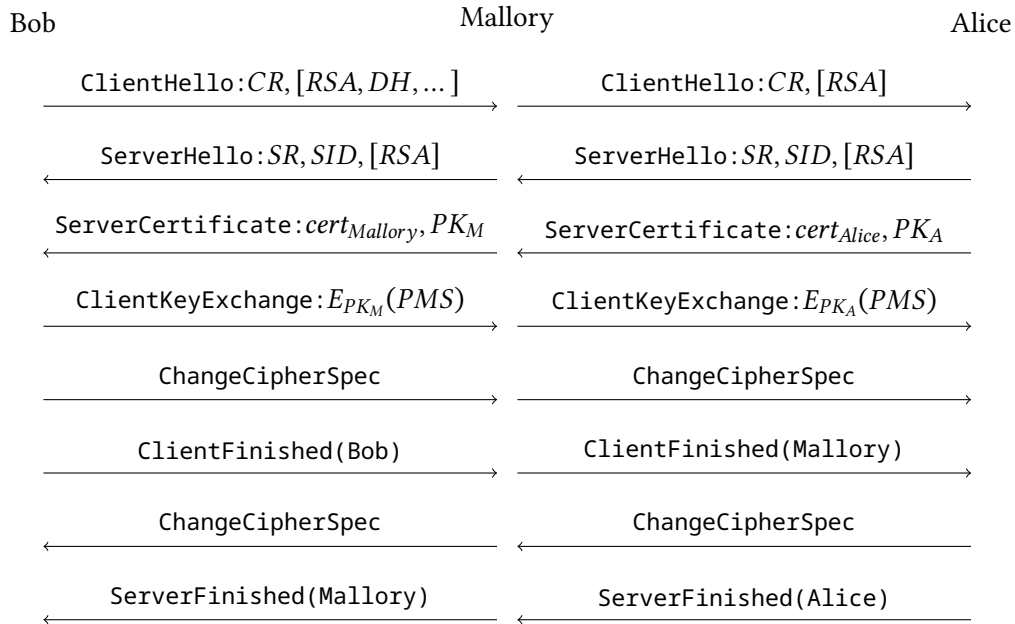 Bob Mallory Alice
ClientHello:CR, [RSA, DH, ...] ClientHello:CR, [RSA]
ServerHello:SR, SID, [RSA] ServerHello:SR, SID, [RSA]
ServerCertificate:cert_Mallory, PK_M ServerCertificate:cert_Alice, PK_A
ClientKeyExchange:E_PK_M(PMS) ClientKeyExchange:E_PK_A(PMS)
ChangeCipherSpec ChangeCipherSpec
ClientFinished(Bob) ClientFinished(Mallory)
ChangeCipherSpec ChangeCipherSpec
ServerFinished(Mallory) ServerFinished(Alice)